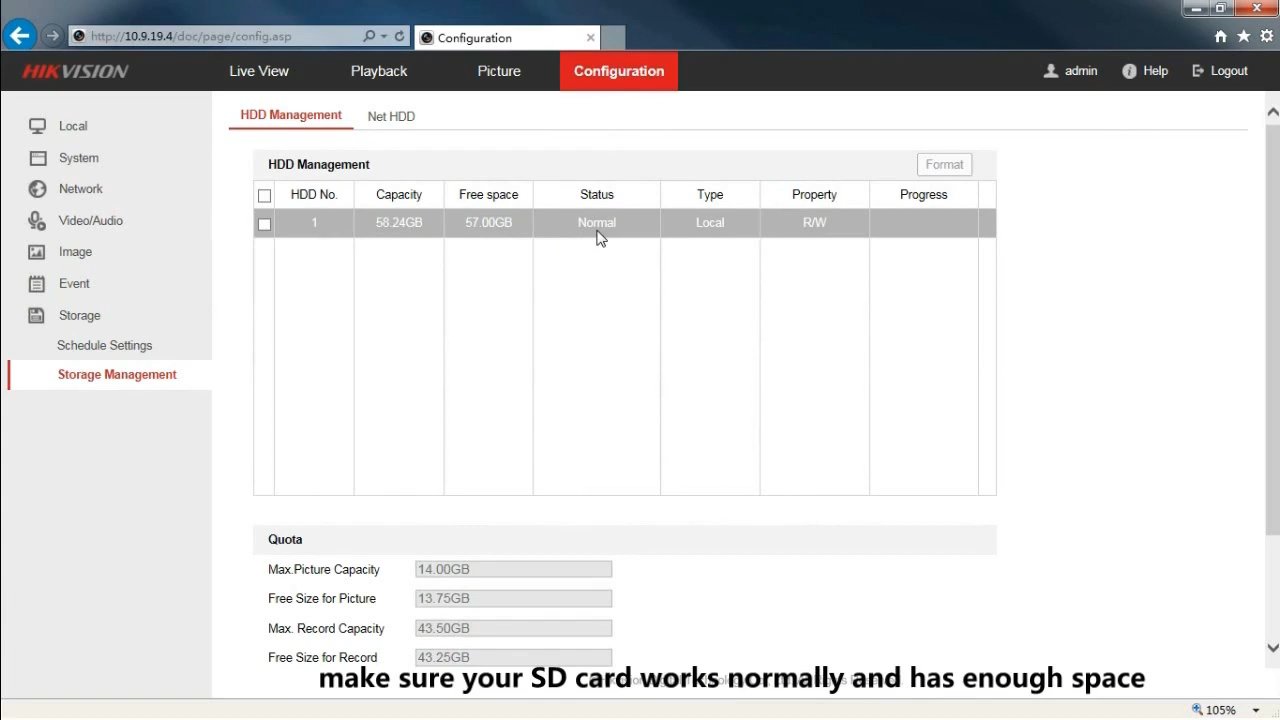 http://10.9.19.4/doc/page/config.asp
Configuration
HIKVISION
Live View
Playback
Picture
Configuration
admin
Help
Logout
Local
System
Network
Video/Audio
Image
Event
Storage
Schedule Settings
Storage Management
HDD Management
Net HDD
HDD Management
Format
HDD No. Capacity Free space Status Type Property Progress
1 58.24GB 57.00GB Normal Local R/W
Quota
Max.Picture Capacity 14.00GB
Free Size for Picture 13.75GB
Max. Record Capacity 43.50GB
Free Size for Record 43.25GB
make sure your SD card works normally and has enough space
105%